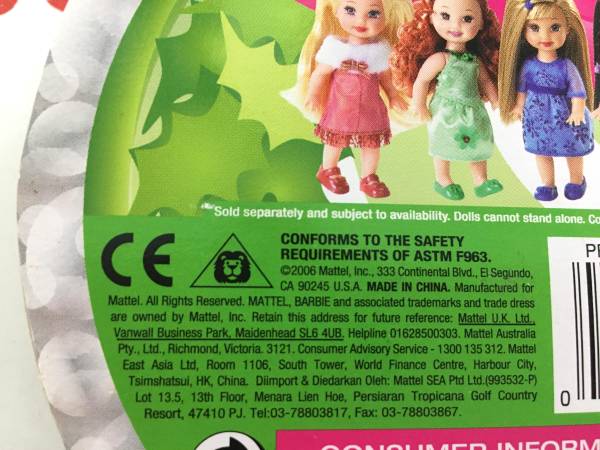 Sold separately and subject to availability. Dolls cannot stand alone.
CE
CONFORMS TO THE SAFETY
REQUIREMENTS OF ASTM F963.
©2006 Mattel, Inc., 333 Continental Blvd., El Segundo,
CA 90245 U.S.A. MADE IN CHINA. Manufactured for
Mattel. All Rights Reserved. MATTEL, BARBIE and associated trademarks and trade dress
are owned by Mattel, Inc. Retain this address for future reference: Mattel U.K. Ltd.,
Vanwall Business Park, Maidenhead SL6 4UB. Helpline 01628500303. Mattel Australia
Pty., Ltd., Richmond, Victoria. 3121. Consumer Advisory Service - 1300 135 312. Mattel
East Asia Ltd, Room 1106, South Tower, World Finance Centre, Harbour City,
Tsimshatsui, HK, China. Diimport & Diedarkan Oleh: Mattel SEA Ptd Ltd.(993532-P)
Lot 13.5, 13th Floor, Menara Lien Hoe, Persiaran Tropicana Golf Country
Resort, 47410 PJ. Tel:03-78803817, Fax: 03-78803867.
0
CONSUMER